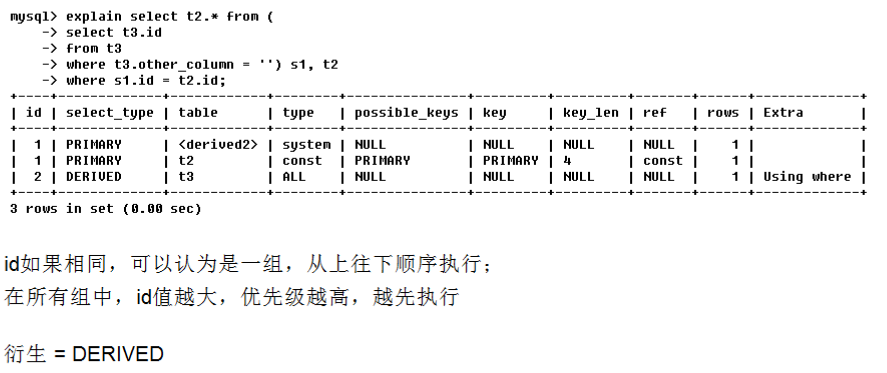 mysql> explain select t2.* from (
    -> select t3.id
    -> from t3
    -> where t3.other_column = '') s1, t2
    -> where s1.id = t2.id;
+----+-------------+------------+--------+---------------+---------+---------+-------+------+-------------+
| id | select_type | table      | type   | possible_keys | key     | key_len | ref   | rows | Extra       |
+----+-------------+------------+--------+---------------+---------+---------+-------+------+-------------+
|  1 | PRIMARY     | <derived2> | system | NULL          | NULL    | NULL    | NULL  |    1 |             |
|  1 | PRIMARY     | t2         | const  | PRIMARY       | PRIMARY | 4       | const |    1 |             |
|  2 | DERIVED     | t3         | ALL    | NULL          | NULL    | NULL    | NULL  |    1 | Using where |
+----+-------------+------------+--------+---------------+---------+---------+-------+------+-------------+
3 rows in set (0.00 sec)
id如果相同，可以认为是一组，从上往下顺序执行；
在所有组中，id值越大，优先级越高，越先执行
衍生 = DERIVED